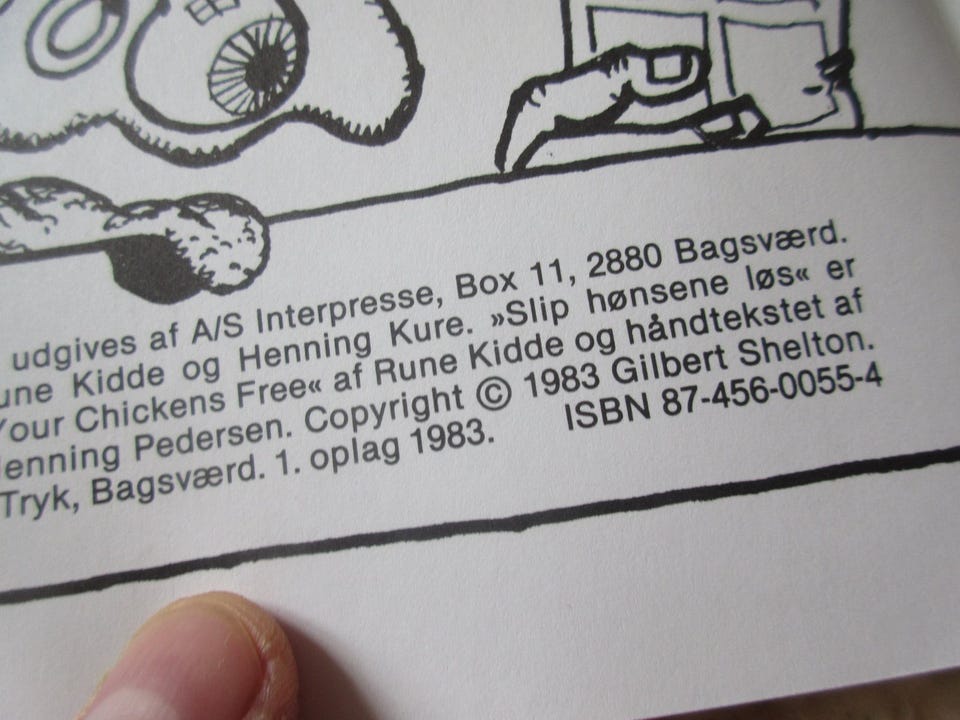 udgives af A/S Interpresse, Box 11, 2880 Bagsværd.
Kidde og Henning Kure. »Slip hønsene løs« er
Your Chickens Free« af Rune Kidde og håndtekstet af
Pedersen. Copyright © 1983 Gilbert Shelton.
Tryk, Bagsværd. 1. oplag 1983. ISBN 87-456-0055-4